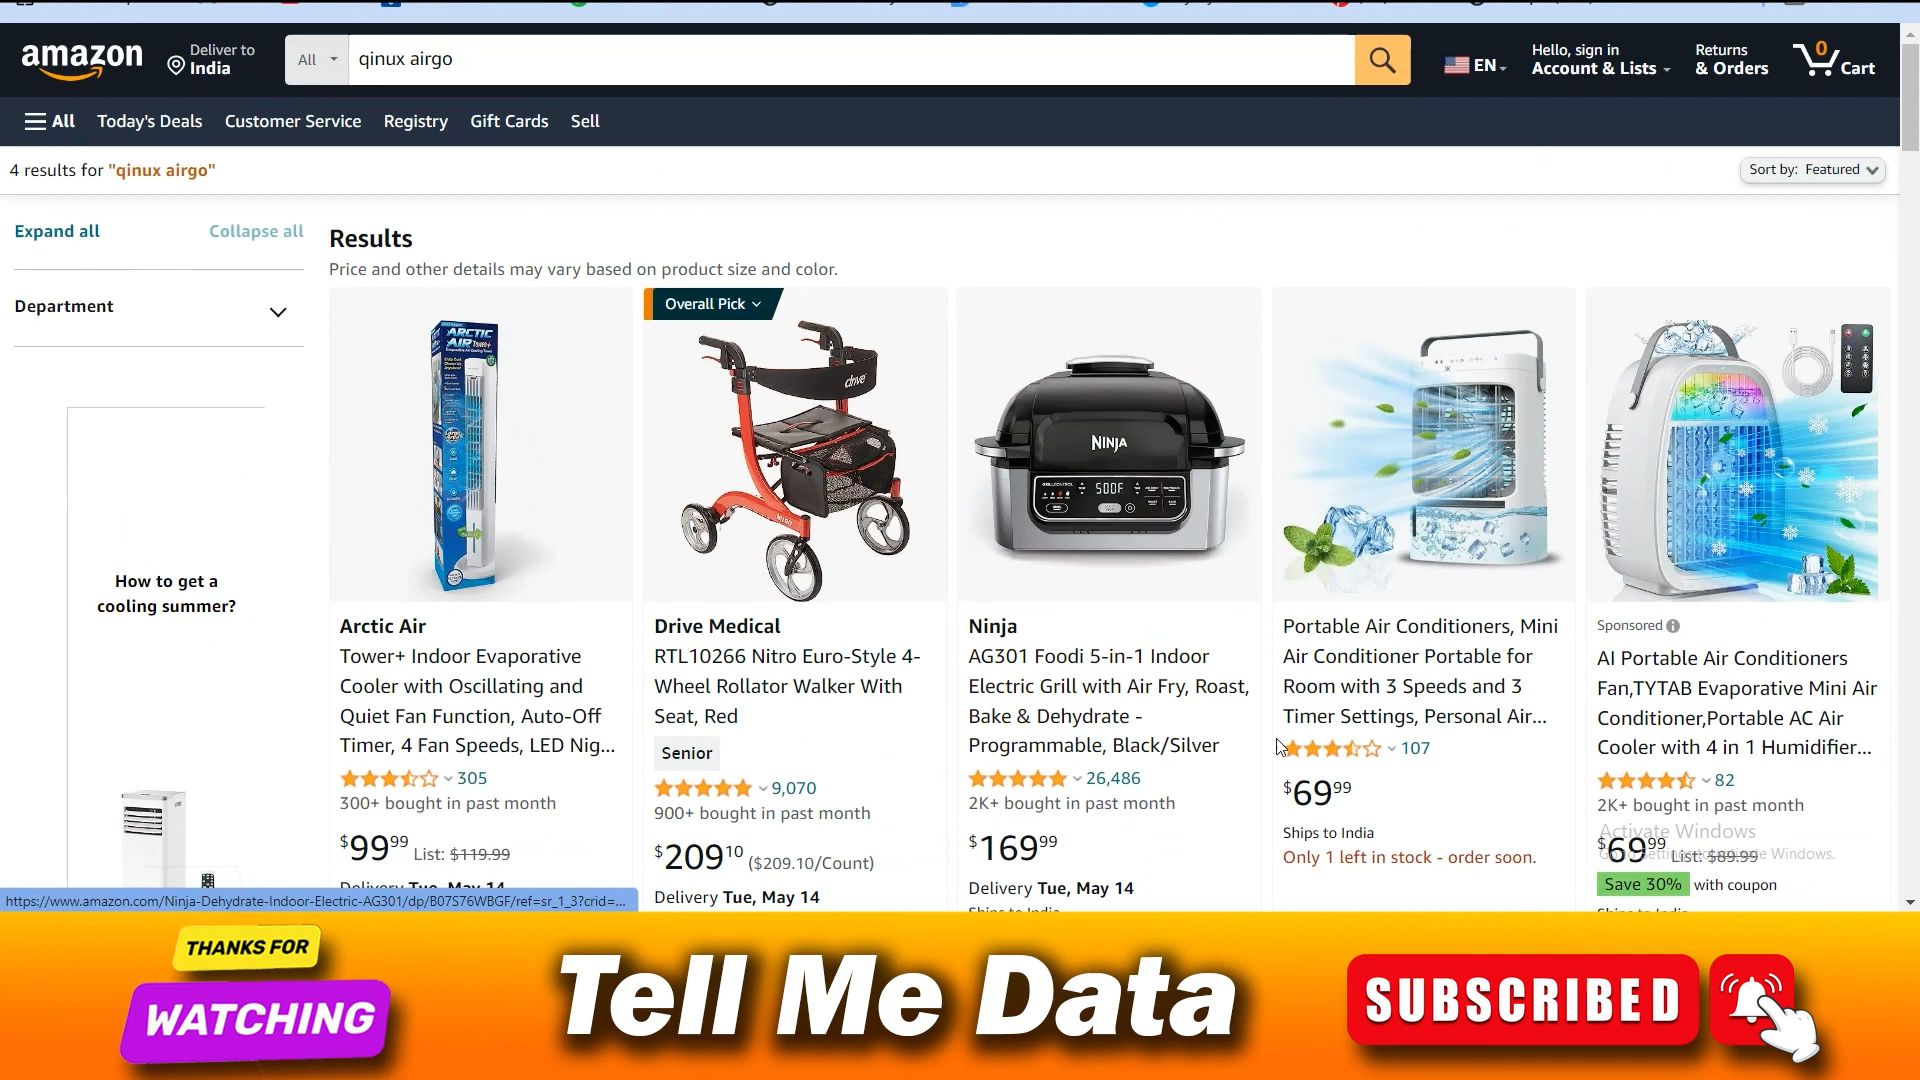 amazon
Deliver to
India
All
qinux airgo
EN
Hello, sign in
Account & Lists
Returns
& Orders
0
Cart
All
Today's Deals
Customer Service
Registry
Gift Cards
Sell
4 results for "qinux airgo"
Sort by: Featured
Expand all
Collapse all
Department
How to get a
cooling summer?
Results
Price and other details may vary based on product size and color.
ARCTIC
AIR TOWER+
Arctic Air
Tower+ Indoor Evaporative
Cooler with Oscillating and
Quiet Fan Function, Auto-Off
Timer, 4 Fan Speeds, LED Nig...
305
300+ bought in past month
$99.99 List: $119.99
Delivery Tue, May 14
Overall Pick
drive
NITRO
Drive Medical
RTL10266 Nitro Euro-Style 4-
Wheel Rollator Walker With
Seat, Red
Senior
9,070
900+ bought in past month
$209.10 ($209.10/Count)
Delivery Tue, May 14
NINJA
500F
Ninja
AG301 Foodi 5-in-1 Indoor
Electric Grill with Air Fry, Roast,
Bake & Dehydrate -
Programmable, Black/Silver
26,486
2K+ bought in past month
$169.99
Delivery Tue, May 14
Ships to India
Portable Air Conditioners, Mini
Air Conditioner Portable for
Room with 3 Speeds and 3
Timer Settings, Personal Air...
107
$69.99
Ships to India
Only 1 left in stock - order soon.
Sponsored
AI Portable Air Conditioners
Fan,TYTAB Evaporative Mini Air
Conditioner,Portable AC Air
Cooler with 4 in 1 Humidifier...
82
2K+ bought in past month
Activate Windows
$69.99 List: $89.99
Go to Settings to activate Windows.
Save 30% with coupon
Ships to India
https://www.amazon.com/Ninja-Dehydrate-Indoor-Electric-AG301/dp/B07S76WBGF/ref=sr_1_3?crid=...
THANKS FOR
WATCHING
Tell Me Data
SUBSCRIBED